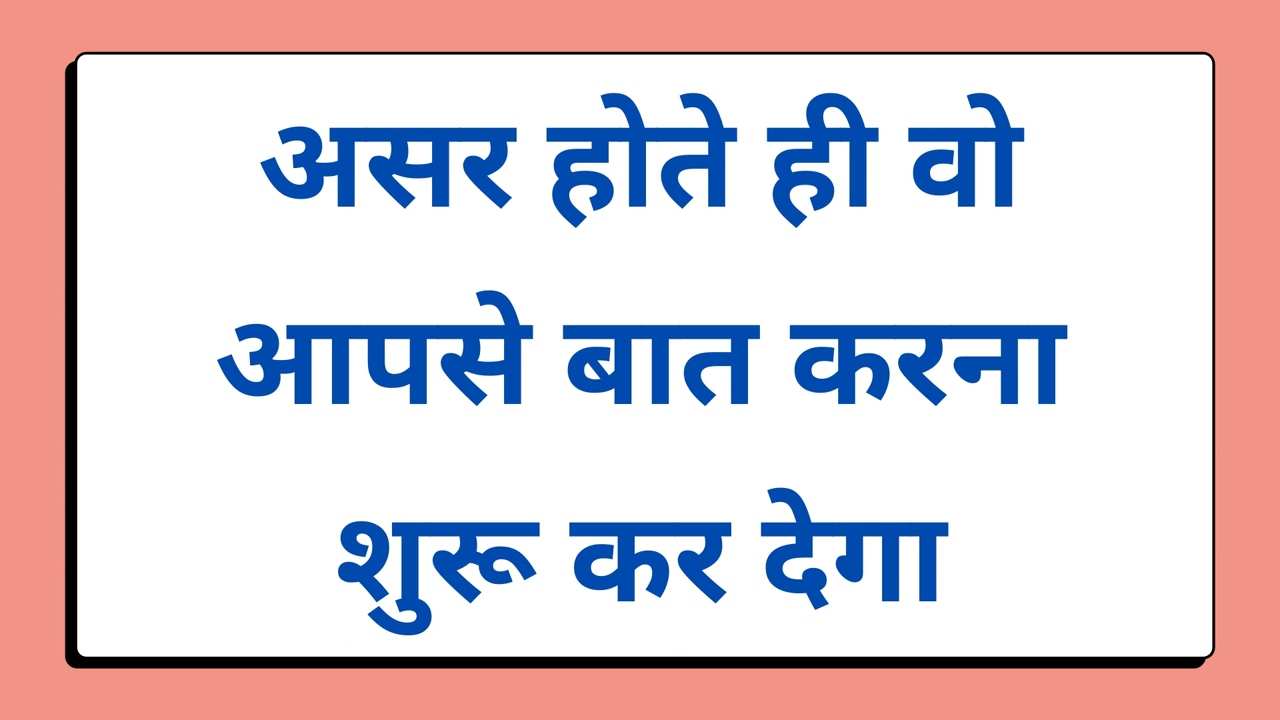 असर होते ही वो
आपसे बात करना
शुरू कर देगा